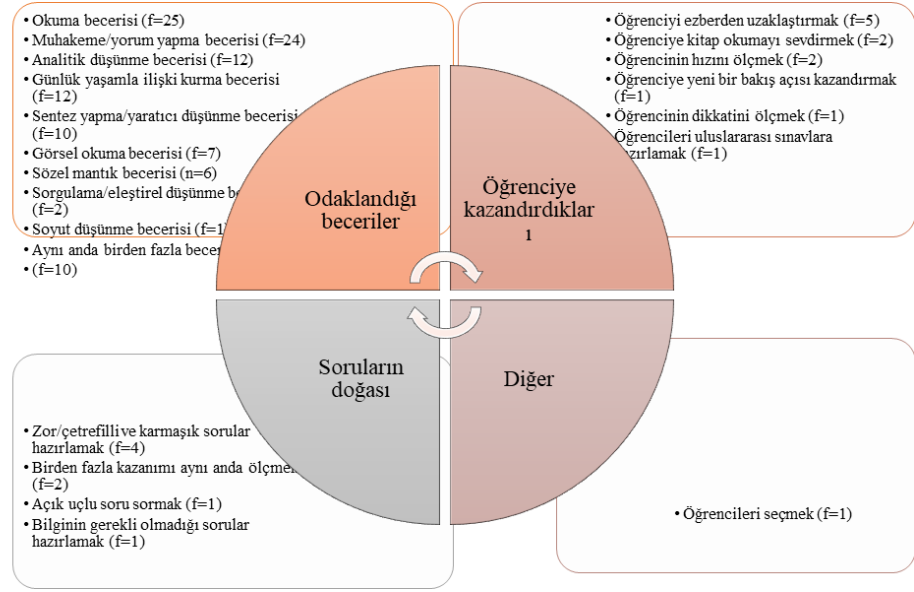 • Okuma becerisi (f=25)
• Muhakeme/yorum yapma becerisi (f=24)
• Analitik düşünme becerisi (f=12)
• Günlük yaşamla ilişki kurma becerisi
(f=12)
• Sentez yapma/yaratıcı düşünme becerisi
(f=10)
• Görsel okuma becerisi (f=7)
• Sözel mantık becerisi (n=6)
• Sorgulama/eleştirel düşünme be
(f=2)
• Soyut düşünme becerisi (f=1
• Aynı anda birden fazla becer
• (f=10)
• Öğrenciyi ezberden uzaklaştırmak (f=5)
• Öğrenciye kitap okumayı sevdirmek (f=2)
• Öğrencinin hızını ölçmek (f=2)
• Öğrenciye yeni bir bakış açısı kazandırmak
(f=1)
• Öğrencinin dikkatini ölçmek (f=1)
Öğrencileri uluslararası sınavlara
hazırlamak (f=1)
Odaklandığı
beceriler
Öğrenciye
kazandırdıklar
ı
Soruların
doğası
Diğer
• Zor/çetrefilli ve karmaşık sorular
hazırlamak (f=4)
• Birden fazla kazanımı aynı anda ölçmek
(f=2)
• Açık uçlu soru sormak (f=1)
• Bilginin gerekli olmadığı sorular
hazırlamak (f=1)
• Öğrencileri seçmek (f=1)